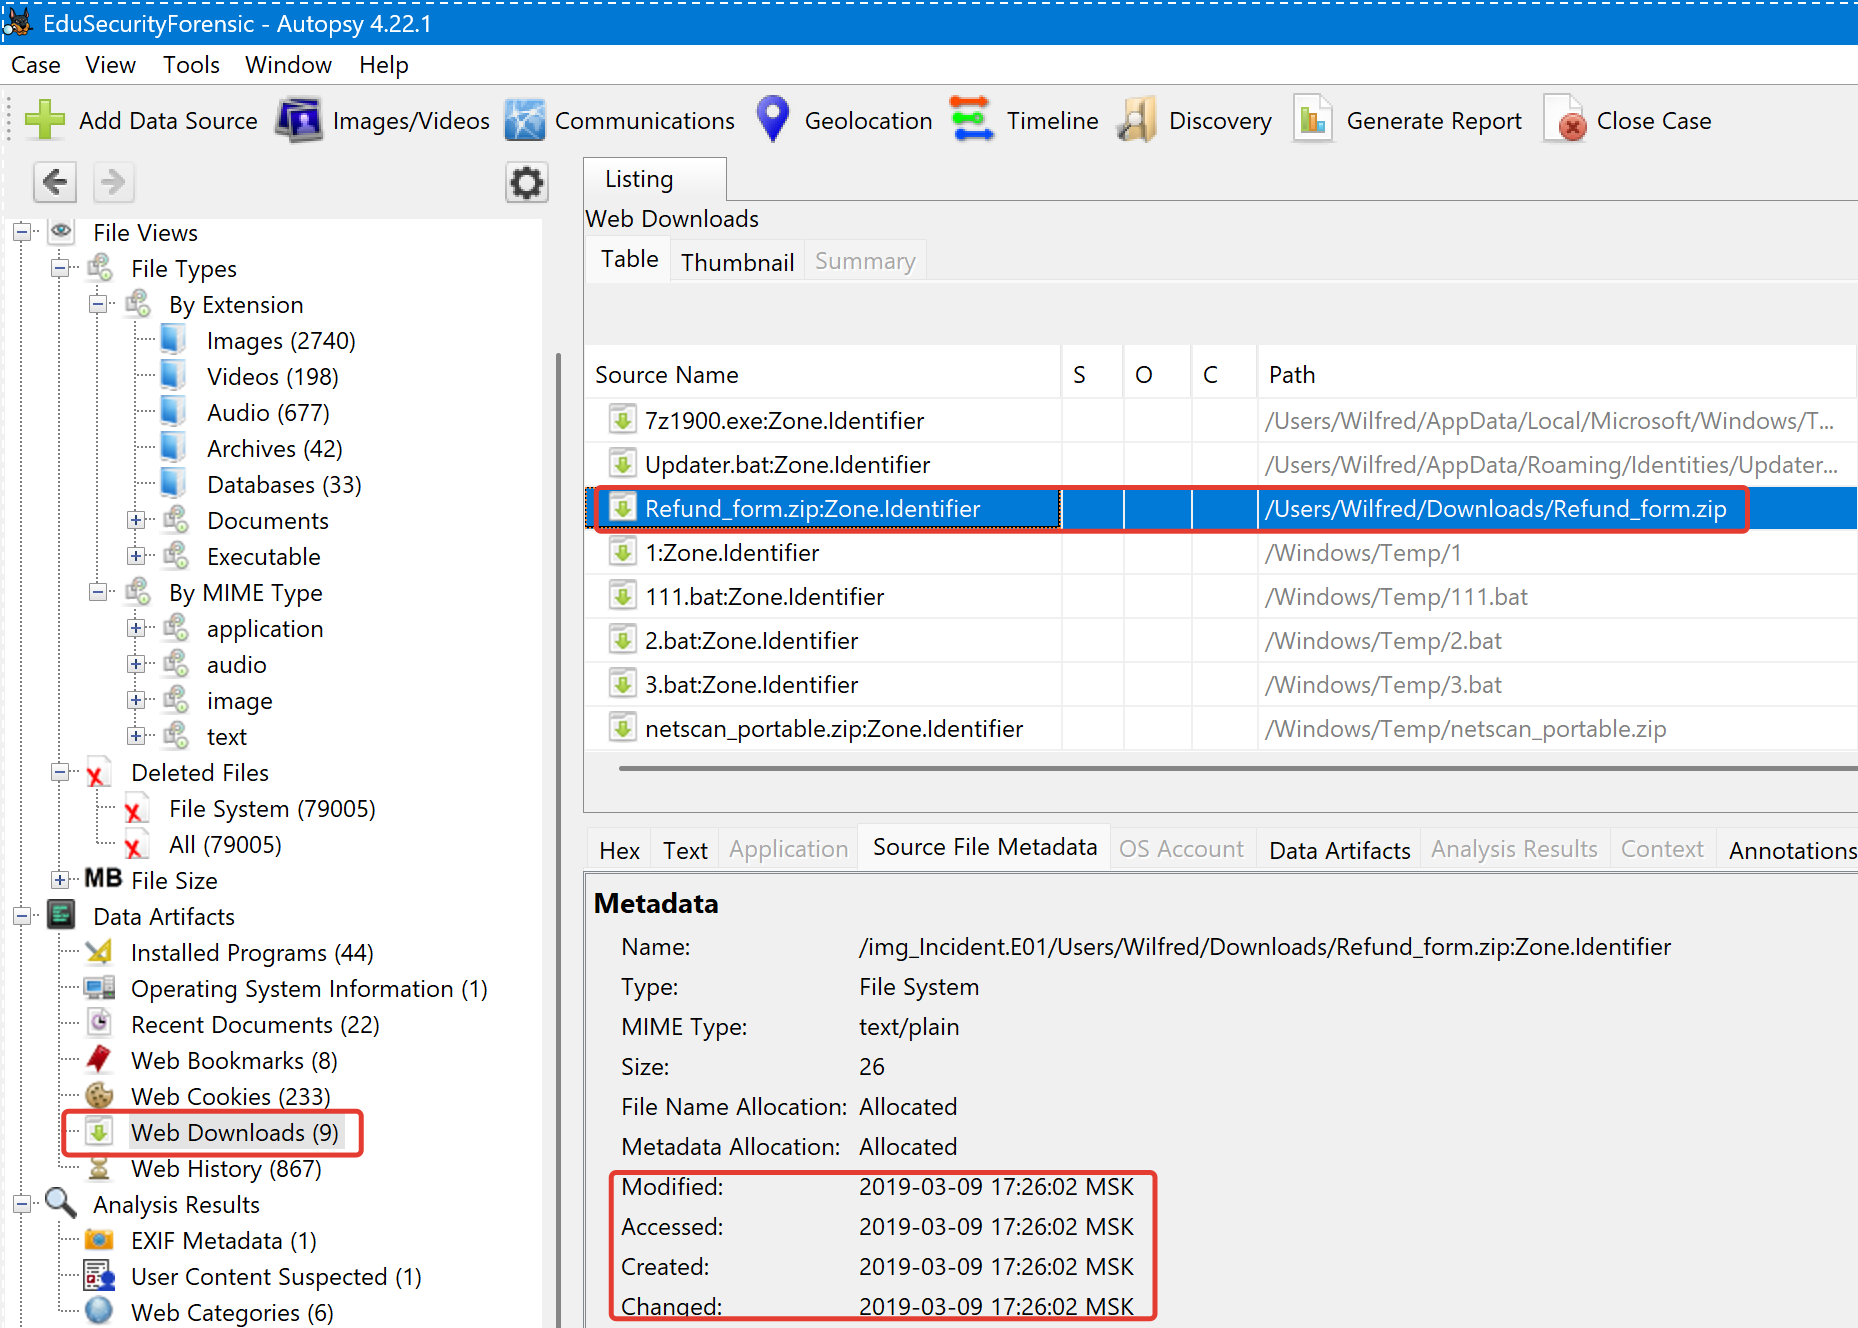 EduSecurityForensic - Autopsy 4.22.1
Case View Tools Window Help
Add Data Source Images/Videos Communications Geolocation Timeline Discovery Generate Report Close Case
File Views
File Types
By Extension
Images (2740)
Videos (198)
Audio (677)
Archives (42)
Databases (33)
Documents
Executable
By MIME Type
application
audio
image
text
Deleted Files
File System (79005)
All (79005)
MB File Size
Data Artifacts
Installed Programs (44)
Operating System Information (1)
Recent Documents (22)
Web Bookmarks (8)
Web Cookies (233)
Web Downloads (9)
Web History (867)
Analysis Results
EXIF Metadata (1)
User Content Suspected (1)
Web Categories (6)
Listing
Web Downloads
Table Thumbnail Summary
Source Name S O C Path
7z1900.exe:Zone.Identifier /Users/Wilfred/AppData/Local/Microsoft/Windows/T...
Updater.bat:Zone.Identifier /Users/Wilfred/AppData/Roaming/Identities/Updater...
Refund_form.zip:Zone.Identifier /Users/Wilfred/Downloads/Refund_form.zip
1:Zone.Identifier /Windows/Temp/1
111.bat:Zone.Identifier /Windows/Temp/111.bat
2.bat:Zone.Identifier /Windows/Temp/2.bat
3.bat:Zone.Identifier /Windows/Temp/3.bat
netscan_portable.zip:Zone.Identifier /Windows/Temp/netscan_portable.zip
Hex Text Application Source File Metadata OS Account Data Artifacts Analysis Results Context Annotations
Metadata
Name: /img_Incident.E01/Users/Wilfred/Downloads/Refund_form.zip:Zone.Identifier
Type: File System
MIME Type: text/plain
Size: 26
File Name Allocation: Allocated
Metadata Allocation: Allocated
Modified: 2019-03-09 17:26:02 MSK
Accessed: 2019-03-09 17:26:02 MSK
Created: 2019-03-09 17:26:02 MSK
Changed: 2019-03-09 17:26:02 MSK